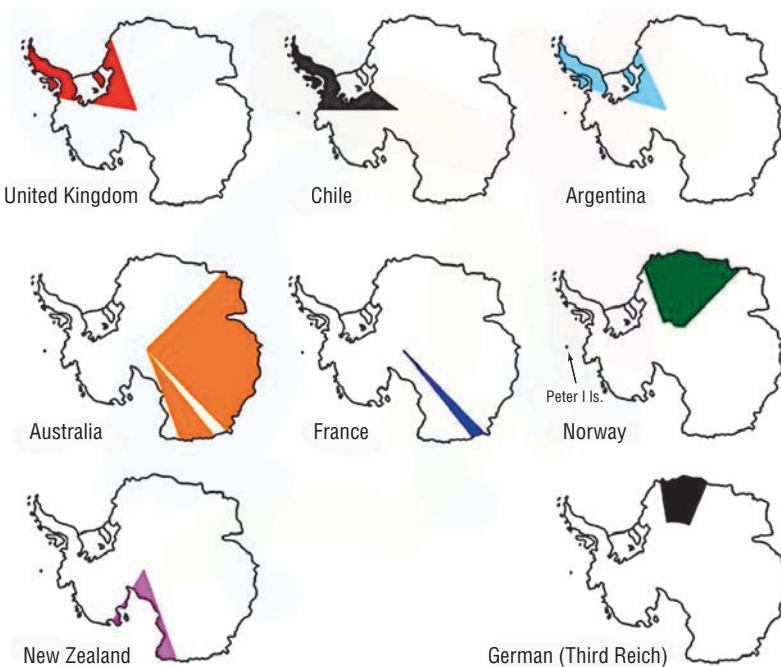 United Kingdom
Chile
Argentina
Australia
France
Peter I Is.
Norway
New Zealand
German (Third Reich)